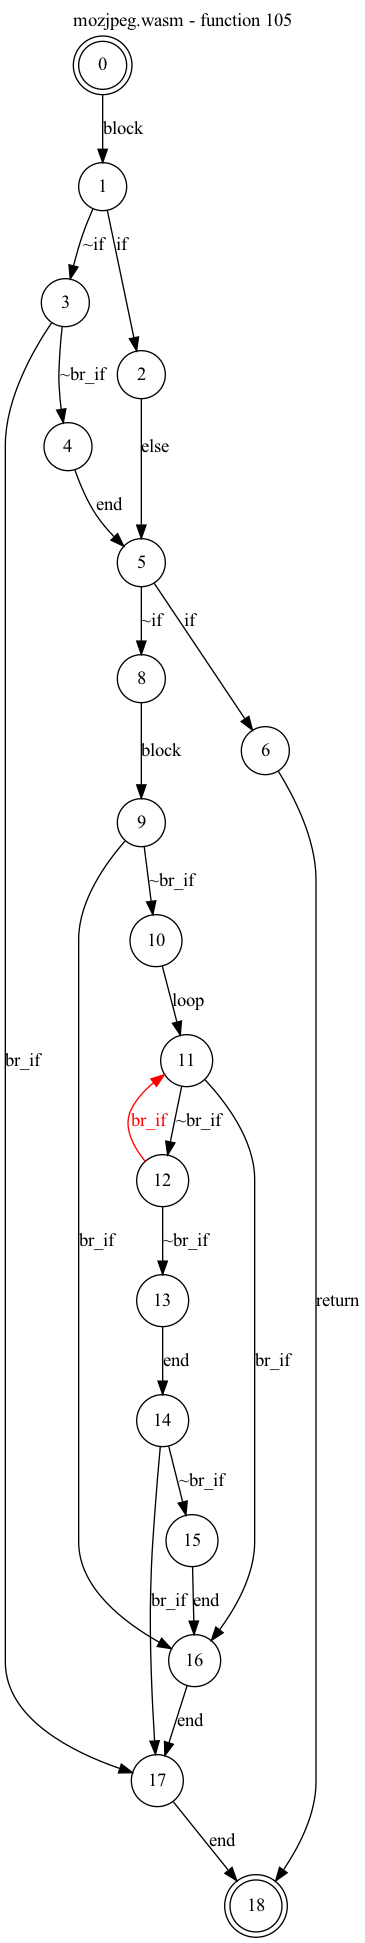 mozjpeg.wasm - function 105
0
block
1
~if
if
3
2
~br_if
4
else
end
5
~if
if
8
6
block
9
~br_if
10
loop
11
br_if
br_if
~br_if
12
br_if
~br_if
13
return
end
br_if
14
~br_if
15
br_if
end
16
end
17
end
18